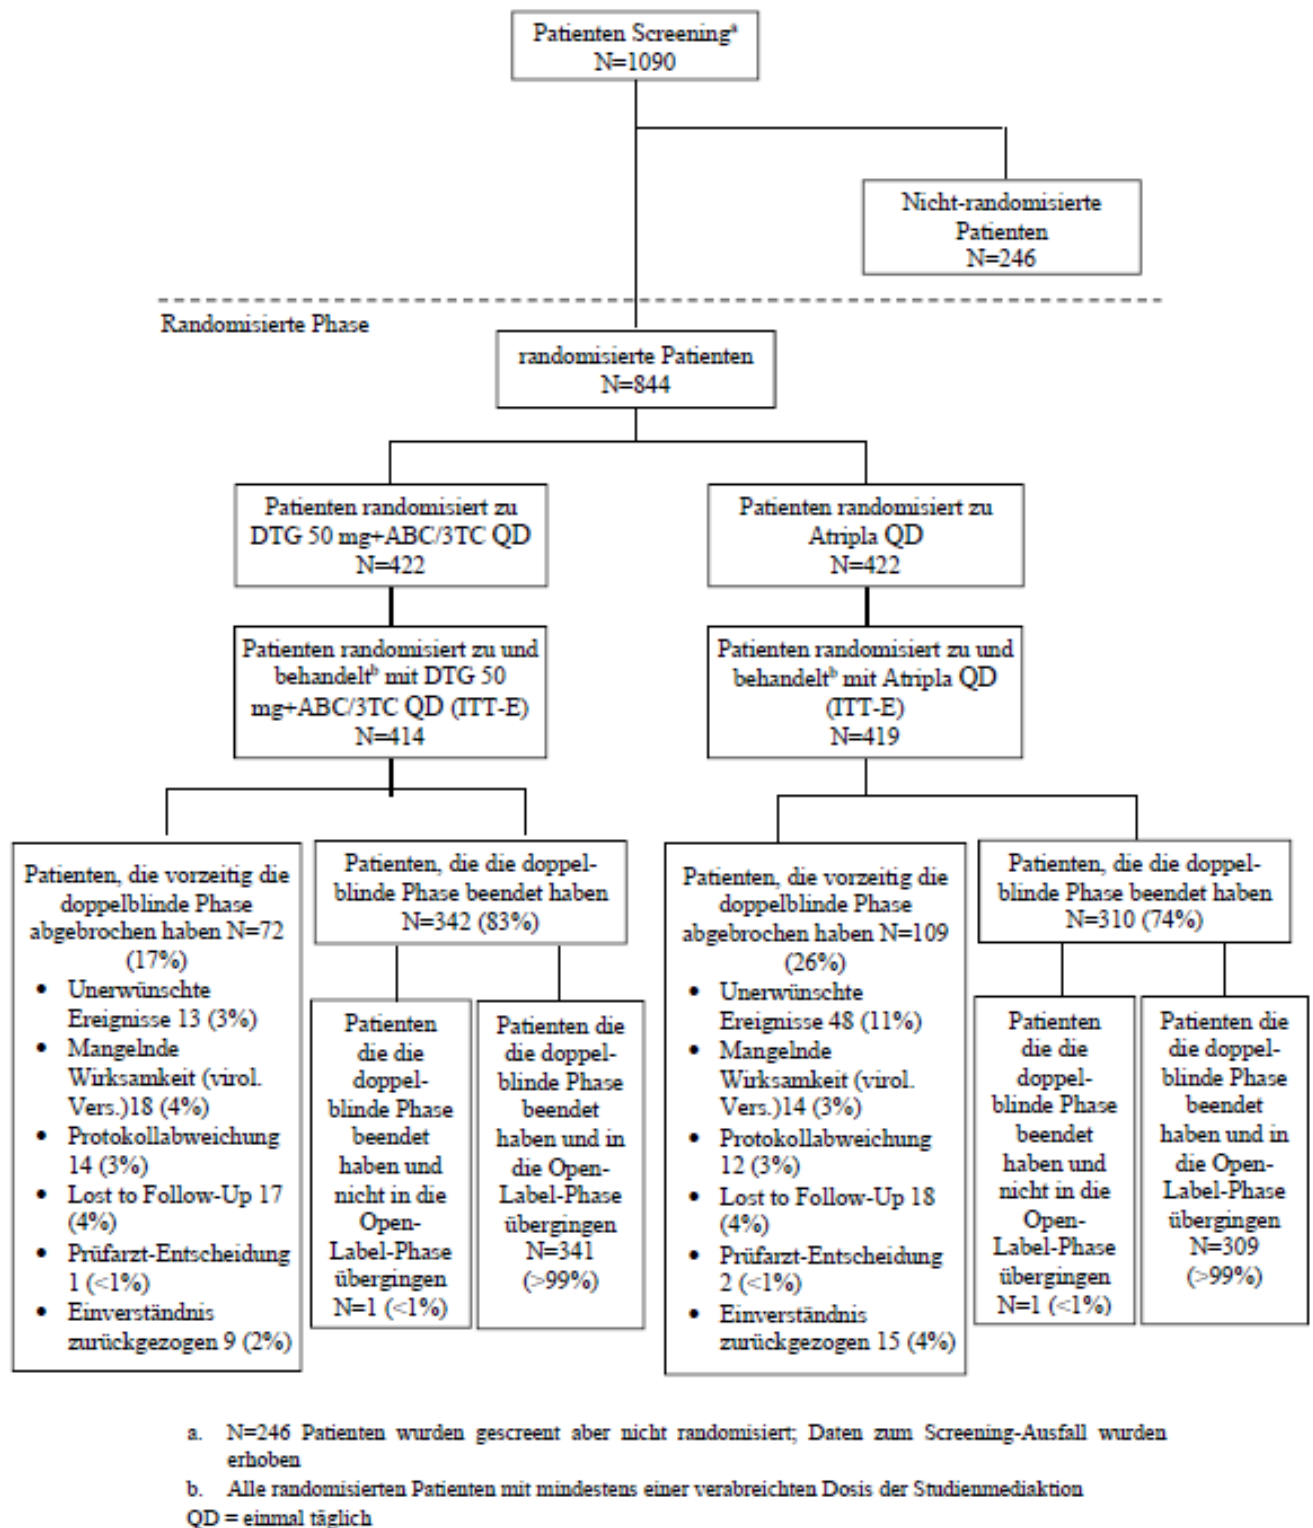 Patienten Screeningᵃ
N=1090
Nicht-randomisierte
Patienten
N=246
Randomisierte Phase
randomisierte Patienten
N=844
Patienten randomisiert zu
DTG 50 mg+ABC/3TC QD
N=422
Patienten randomisiert zu
Atripla QD
N=422
Patienten randomisiert zu und
behandeltᵇ mit DTG 50
mg+ABC/3TC QD (ITT-E)
N=414
Patienten randomisiert zu und
behandeltᵇ mit Atripla QD
(ITT-E)
N=419
Patienten, die vorzeitig die
doppelblinde Phase
abgebrochen haben N=72
(17%)
• Unerwünschte
Ereignisse 13 (3%)
• Mangelnde
Wirksamkeit (virol.
Vers.)18 (4%)
• Protokollabweichung
14 (3%)
• Lost to Follow-Up 17
(4%)
• Prüfarzt-Entscheidung
1 (<1%)
• Einverständnis
zurückgezogen 9 (2%)
Patienten, die die doppel-
blinde Phase beendet haben
N=342 (83%)
Patienten
die die
doppel-
blinde Phase
beendet
haben und
nicht in die
Open-
Label-Phase
übergingen
N=1 (<1%)
Patienten die
die doppel-
blinde Phase
beendet
haben und in
die Open-
Label-Phase
übergingen
N=341
(>99%)
Patienten, die vorzeitig die
doppelblinde Phase
abgebrochen haben N=109
(26%)
• Unerwünschte
Ereignisse 48 (11%)
• Mangelnde
Wirksamkeit (virol.
Vers.)14 (3%)
• Protokollabweichung
12 (3%)
• Lost to Follow-Up 18
(4%)
• Prüfarzt-Entscheidung
2 (<1%)
• Einverständnis
zurückgezogen 15 (4%)
Patienten, die die doppel-
blinde Phase beendet haben
N=310 (74%)
Patienten
die die
doppel-
blinde Phase
beendet
haben und
nicht in die
Open-
Label-Phase
übergingen
N=1 (<1%)
Patienten die
die doppel-
blinde Phase
beendet
haben und in
die Open-
Label-Phase
übergingen
N=309
(>99%)
a. N=246 Patienten wurden gescreent aber nicht randomisiert; Daten zum Screening-Ausfall wurden
erhoben
b. Alle randomisierten Patienten mit mindestens einer verabreichten Dosis der Studienmediaktion
QD = einmal täglich